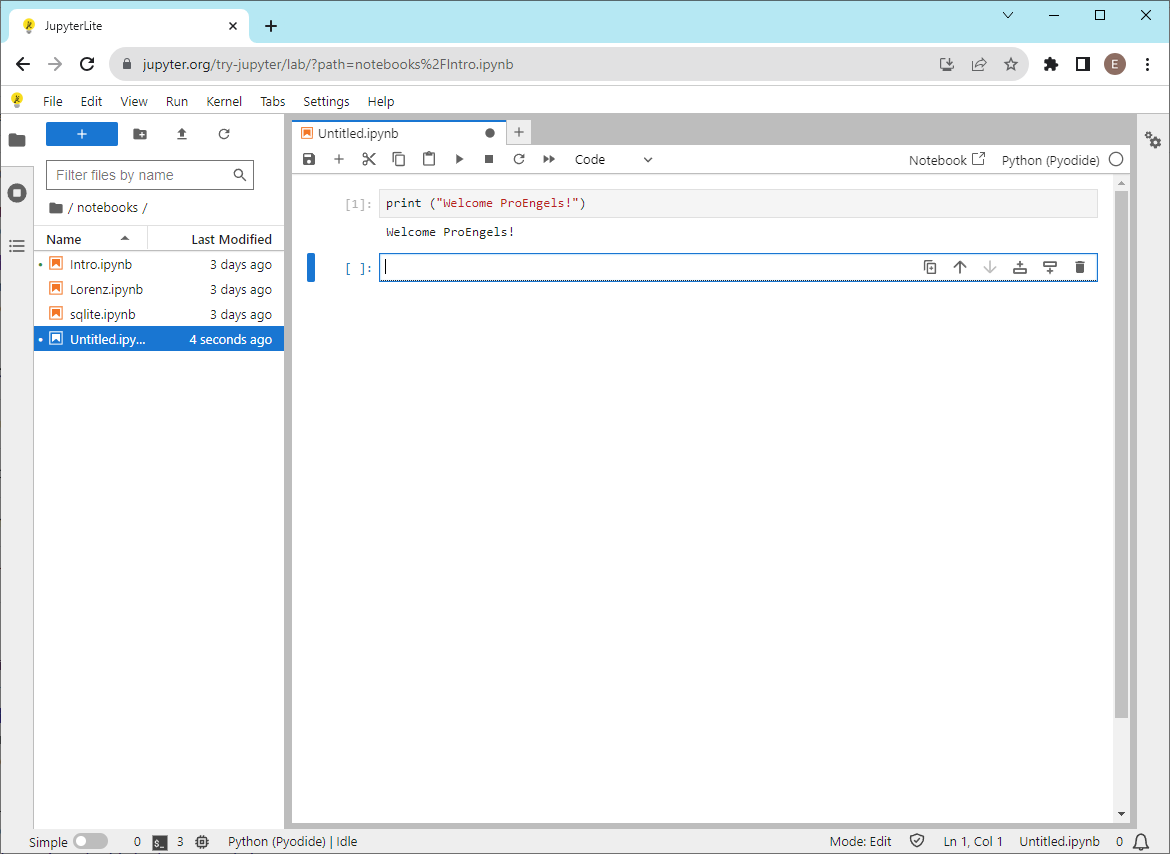 JupyterLite
jupyter.org/try-jupyter/lab/?path=notebooks%2FIntro.ipynb
E
File Edit View Run Kernel Tabs Settings Help
Filter files by name
/ notebooks /
Name Last Modified
Intro.ipynb 3 days ago
Lorenz.ipynb 3 days ago
sqlite.ipynb 3 days ago
Untitled.ipy... 4 seconds ago
Untitled.ipynb
Code Notebook Python (Pyodide)
[1]: print ("Welcome ProEngels!")
Welcome ProEngels!
[ ]:
Simple 0 $_ 3 Python (Pyodide) | Idle Mode: Edit Ln 1, Col 1 Untitled.ipynb 0